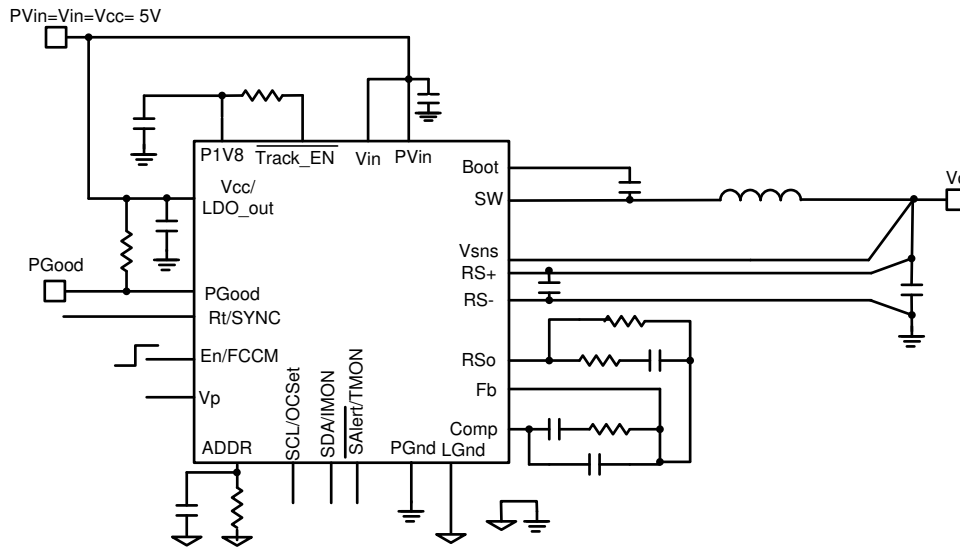 PVin=Vin=Vcc= 5V
P1V8
Track_EN
Vin
PVin
Boot
Vcc/
LDO_out
SW
Vsns
PGood
RS+
PGood
RS-
Rt/SYNC
En/FCCM
RSo
Vp
Fb
Comp
ADDR
SCL/OCSet
SDA/IMON
SAlert/TMON
PGnd
LGnd